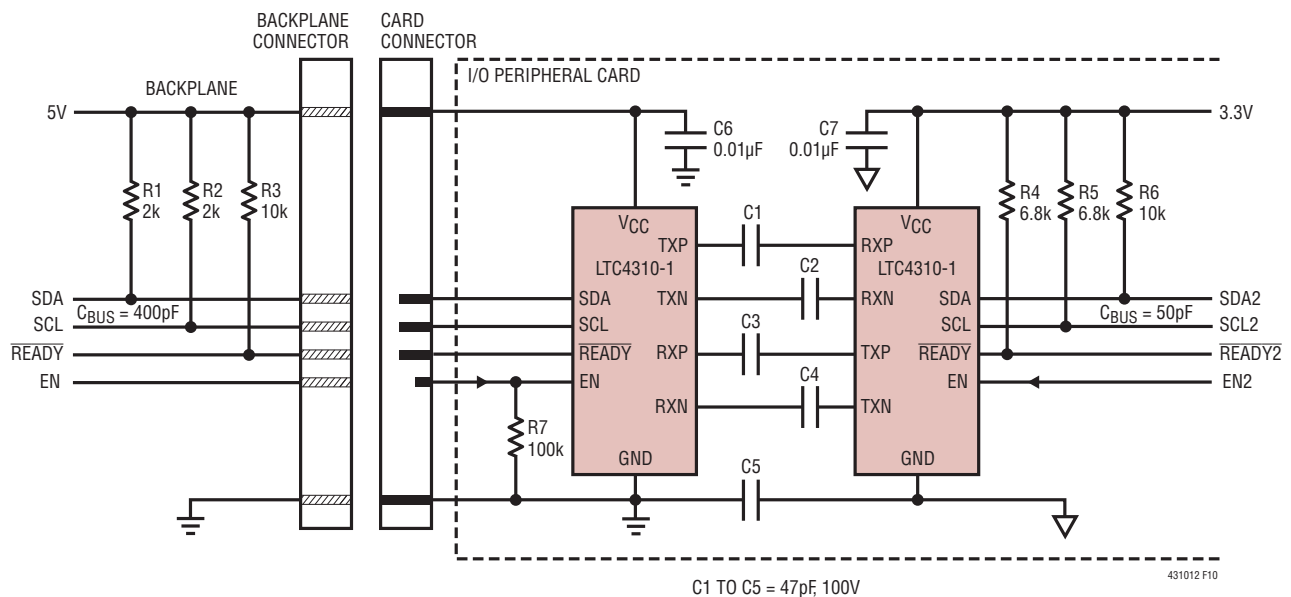 BACKPLANE
CONNECTOR
CARD
CONNECTOR
I/O PERIPHERAL CARD
BACKPLANE
5V
3.3V
C6
0.01µF
C7
0.01µF
R1
2k
R2
2k
R3
10k
R4
6.8k
R5
6.8k
R6
10k
VCC
TXP
C1
RXP
VCC
LTC4310-1
LTC4310-1
C2
SDA
SDA
TXN
RXN
SDA
SDA2
CBUS = 400pF
CBUS = 50pF
SCL
SCL
C3
SCL
SCL2
READY
READY
RXP
TXP
READY
READY2
EN
EN
C4
EN
EN2
RXN
TXN
R7
100k
GND
C5
GND
C1 TO C5 = 47pF, 100V
431012 F10